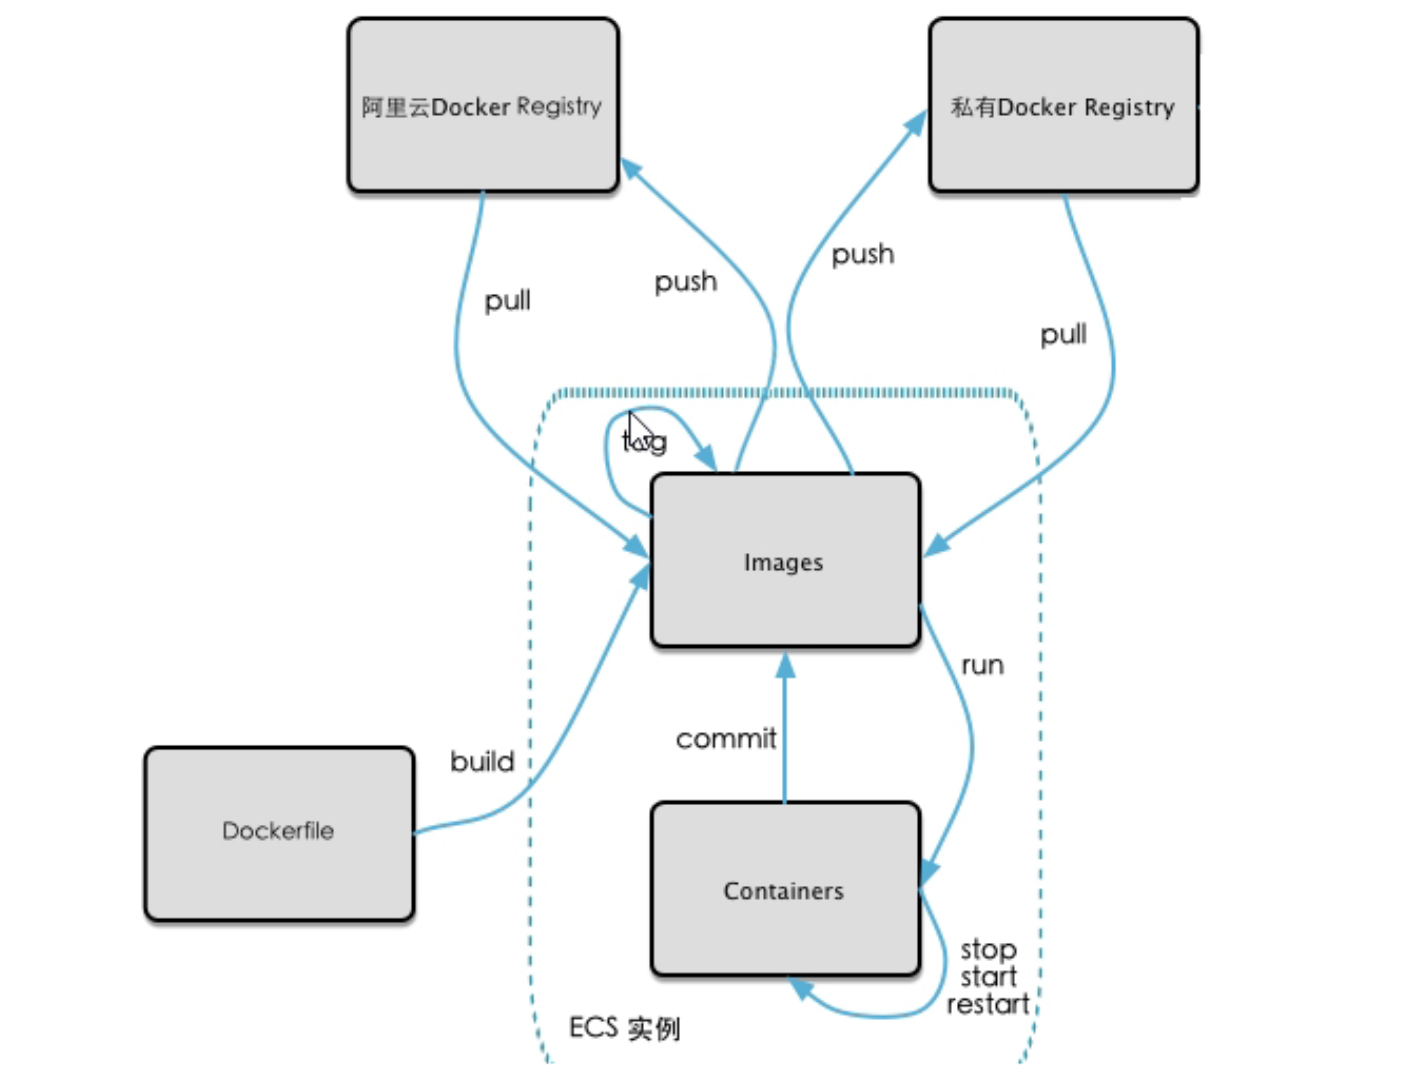 阿里云Docker Registry
私有Docker Registry
push
push
pull
pull
tag
Images
run
commit
build
Dockerfile
Containers
stop
start
restart
ECS 实例